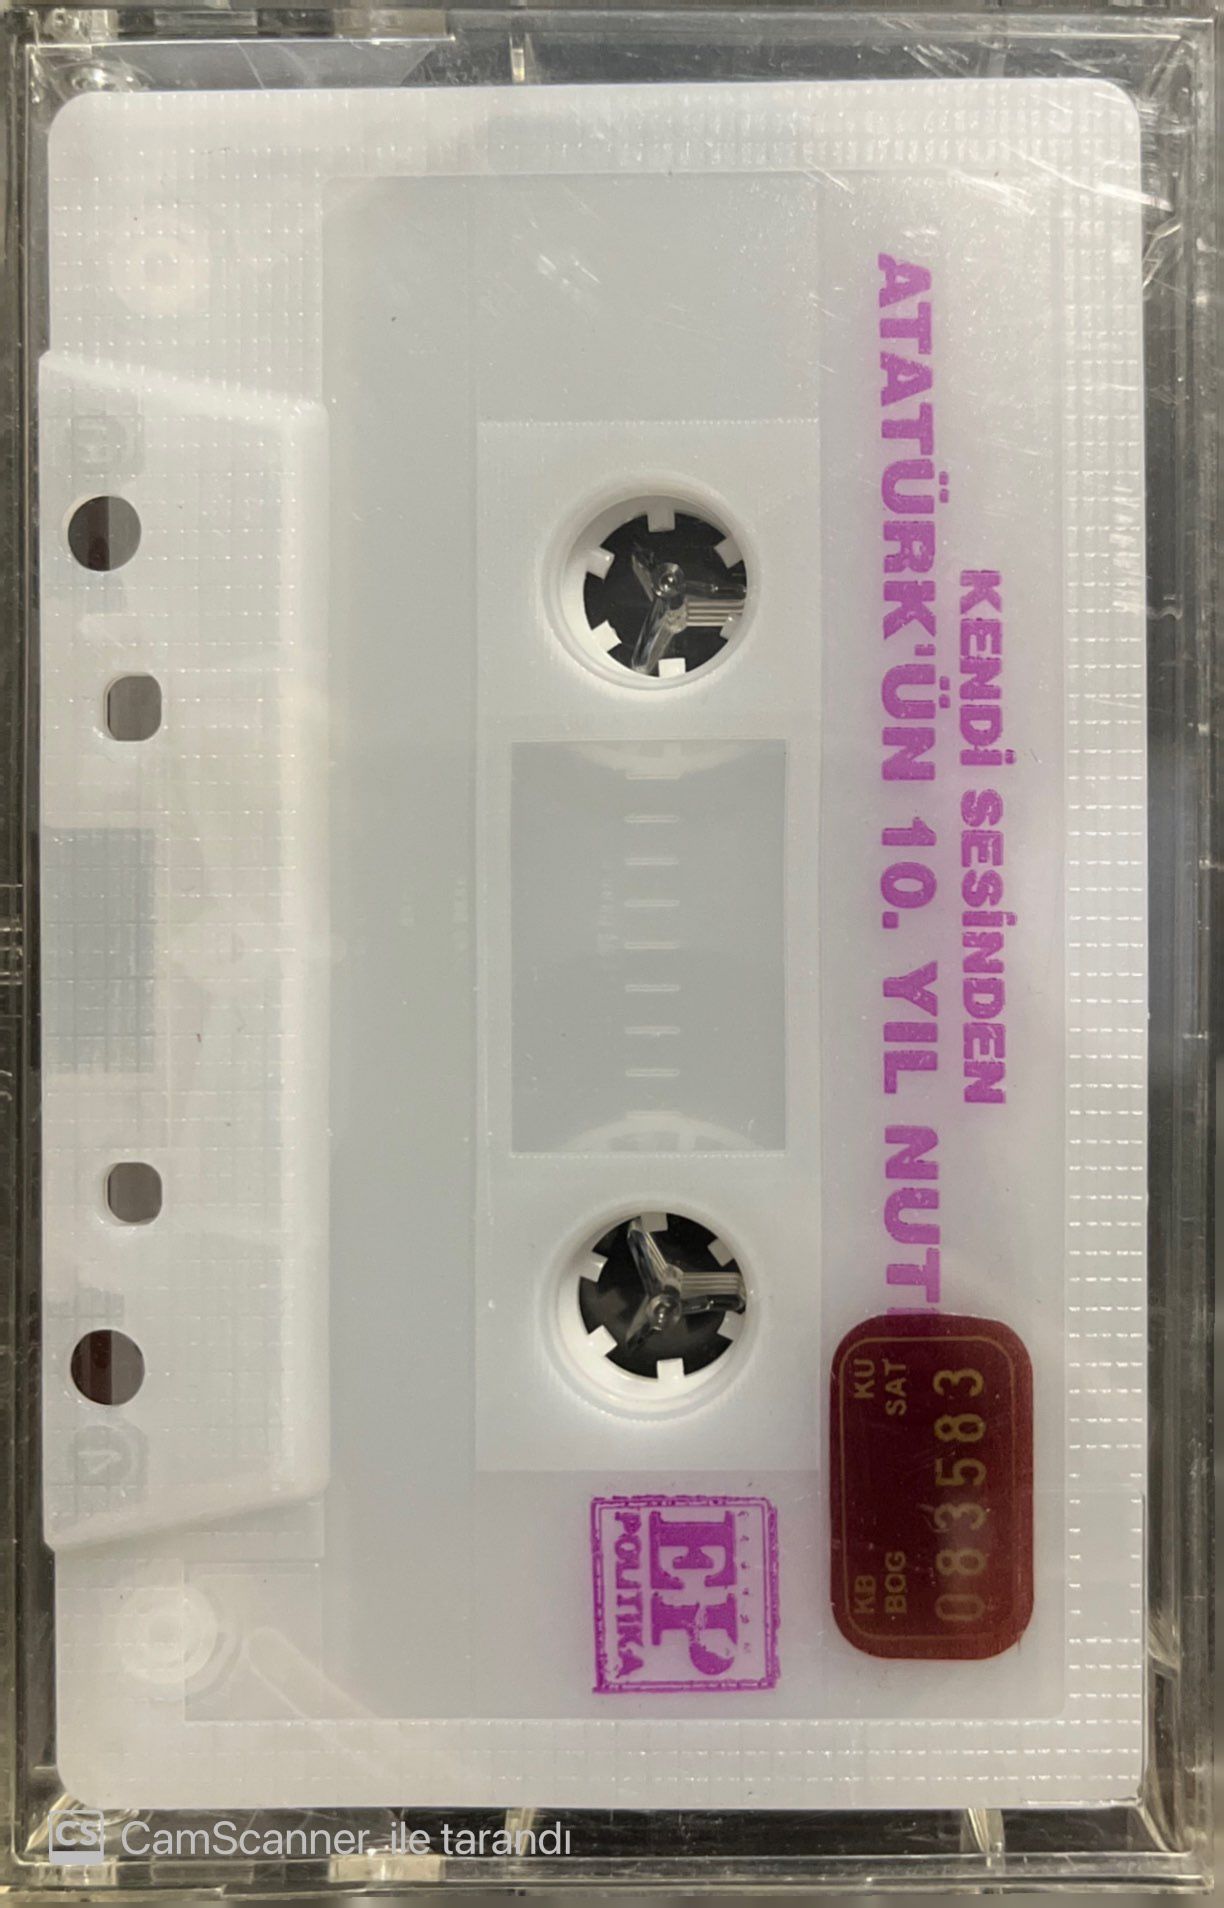 KENDİ SESİNDEN
ATATÜRK'ÜN 10. YIL NUT
EP
POLİTİKA
KB KU
BOG SAT
083583
CS CamScanner ile tarandı